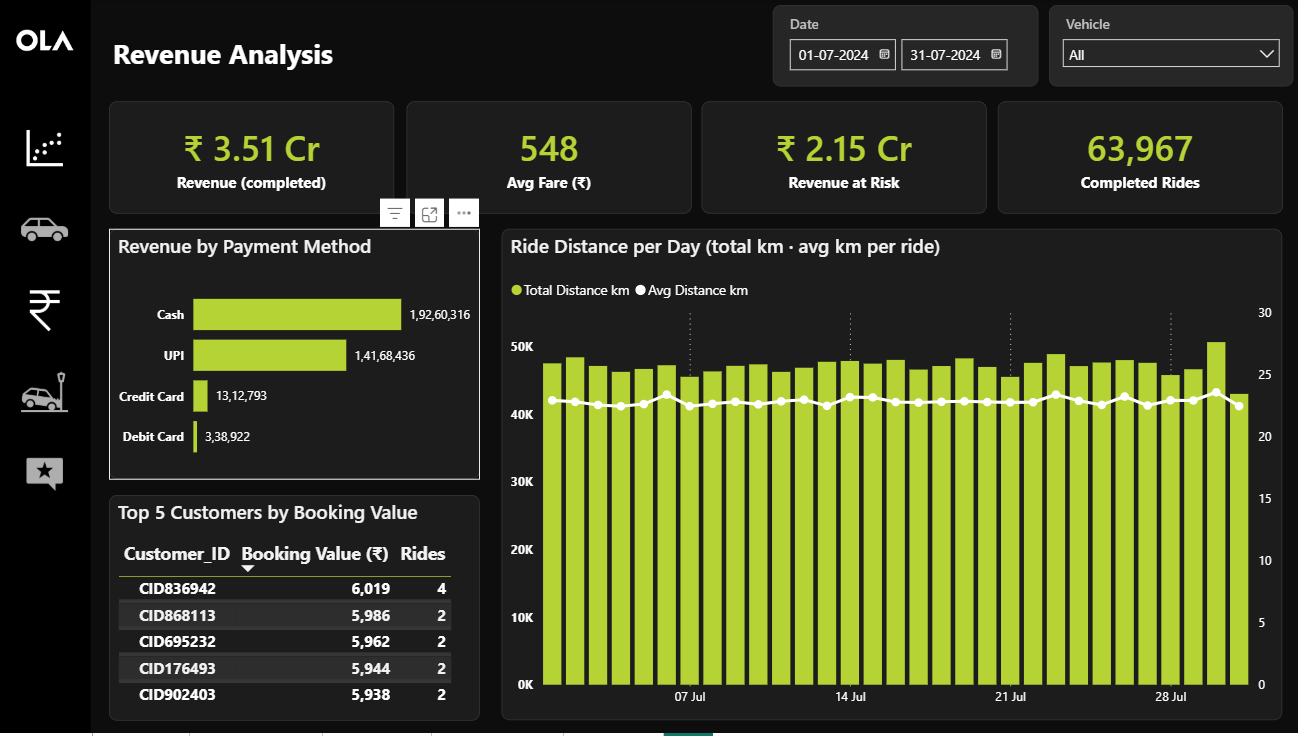 OLA
Revenue Analysis
Date
01-07-2024
31-07-2024
Vehicle
All
₹ 3.51 Cr
Revenue (completed)
548
Avg Fare (₹)
₹ 2.15 Cr
Revenue at Risk
63,967
Completed Rides
Revenue by Payment Method
Cash 1,92,60,316
UPI 1,41,68,436
Credit Card 13,12,793
Debit Card 3,38,922
Top 5 Customers by Booking Value
Customer_ID Booking Value (₹) Rides
CID836942 6,019 4
CID868113 5,986 2
CID695232 5,962 2
CID176493 5,944 2
CID902403 5,938 2
Ride Distance per Day (total km · avg km per ride)
Total Distance km Avg Distance km
30
50K
25
40K
20
30K
15
20K
10
10K
5
0K
0
07 Jul 14 Jul 21 Jul 28 Jul
₹